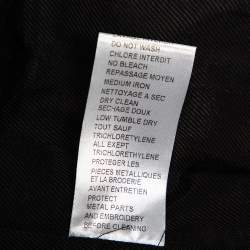 DO NOT WASH
CHLORE INTERDIT
NO BLEACH
REPASSAGE MOYEN
MEDIUM IRON
NETTOYAGE A SEC
DRY CLEAN
SECHAGE DOUX
LOW TUMBLE DRY
TOUT SAUF
TRICHLORETYLENE
ALL EXEPT
TRICHLORETHYLENE
PROTEGER LES
PIECES METALLIQUES
ET LA BRODERIE
AVANT ENTRETIEN
PROTECT
METAL PARTS
AND EMBROIDERY
BEFORE CLEANING